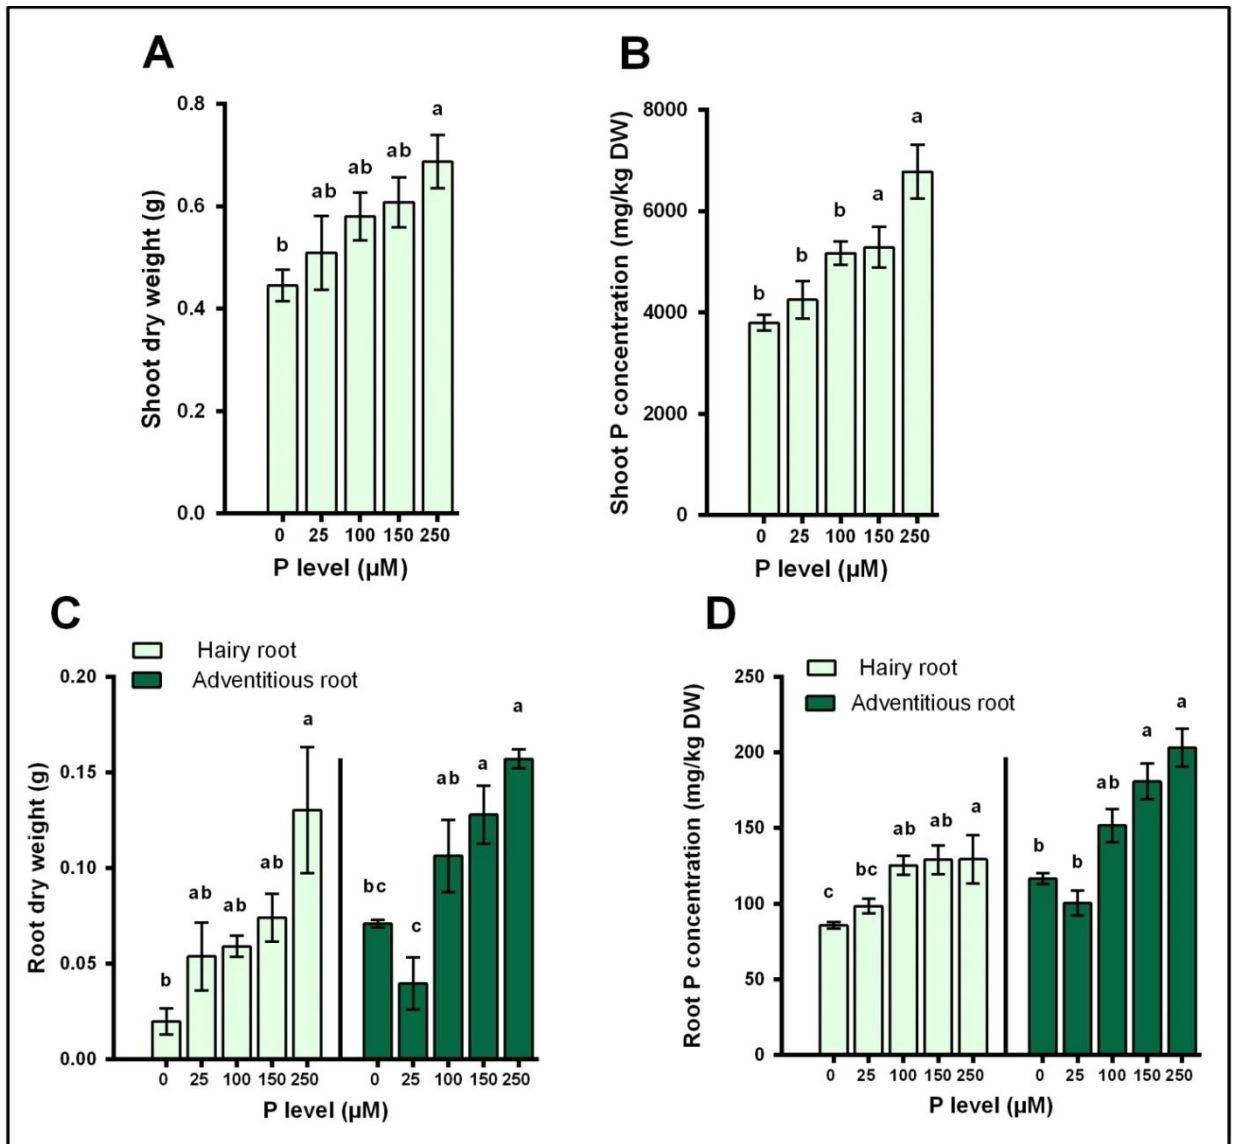 A
Shoot dry weight (g)
0.8
0.6
0.4
0.2
0.0
b
ab
ab
ab
a
0 25 100 150 250
P level (µM)
B
Shoot P concentration (mg/kg DW)
8000
6000
4000
2000
0
b
b
b
a
a
0 25 100 150 250
P level (µM)
C
Hairy root
Adventitious root
Root dry weight (g)
0.20
0.15
0.10
0.05
0.00
b
ab
ab
ab
a
bc
c
ab
a
a
0 25 100 150 250 0 25 100 150 250
P level (µM)
D
Hairy root
Adventitious root
Root P concentration (mg/kg DW)
250
200
150
100
50
0
c
bc
ab
ab
a
b
b
ab
a
a
0 25 100 150 250 0 25 100 150 250
P level (µM)